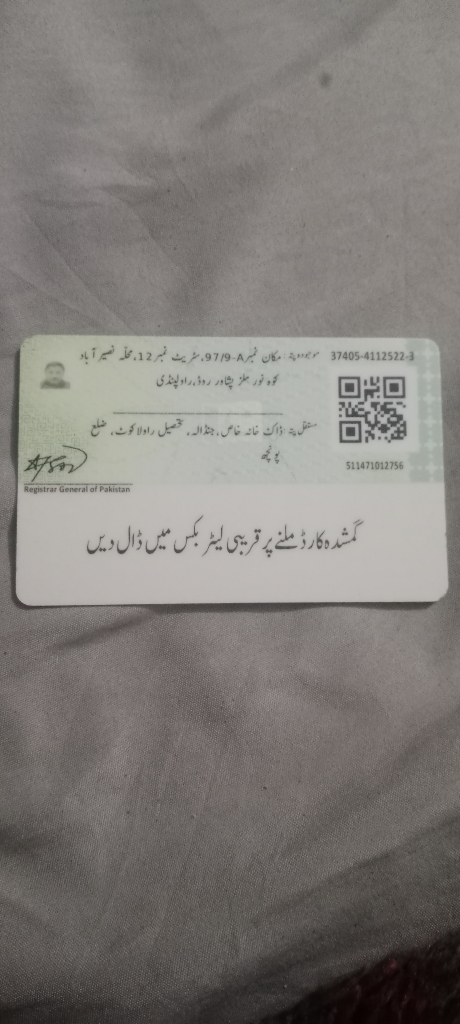 37405-4112522-3
موجودہ پتہ: مکان نمبر 97/9-A، سٹریٹ نمبر 12، محلہ نصیر آباد
کوہ نور ملز پشاور روڈ، راولپنڈی
مستقل پتہ: ڈاکٹ خانہ خاص، جنڈالہ، تحصیل راولاکوٹ، ضلع
پونچھ
511471012756
Registrar General of Pakistan
گمشدہ کارڈ ملنے پر قریبی لیٹر بکس میں ڈال دیں